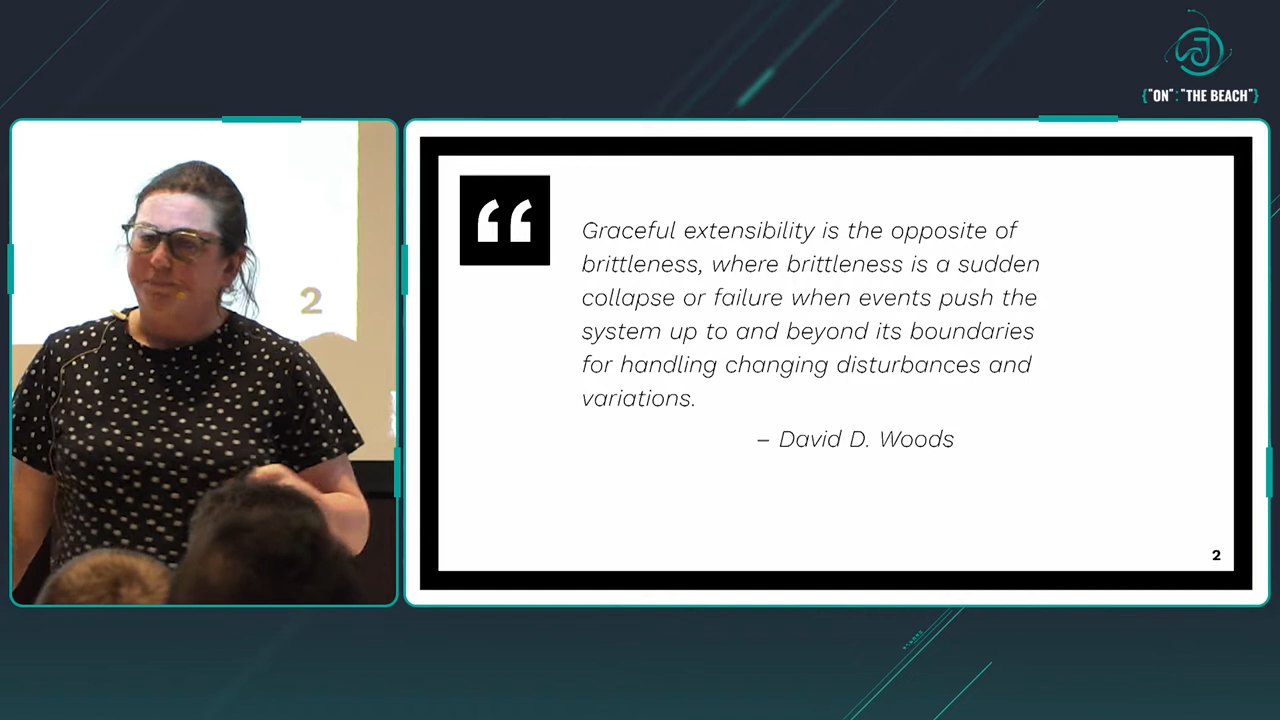 {"ON":"THE BEACH"}
2
“
Graceful extensibility is the opposite of
brittleness, where brittleness is a sudden
collapse or failure when events push the
system up to and beyond its boundaries
for handling changing disturbances and
variations.
– David D. Woods
2